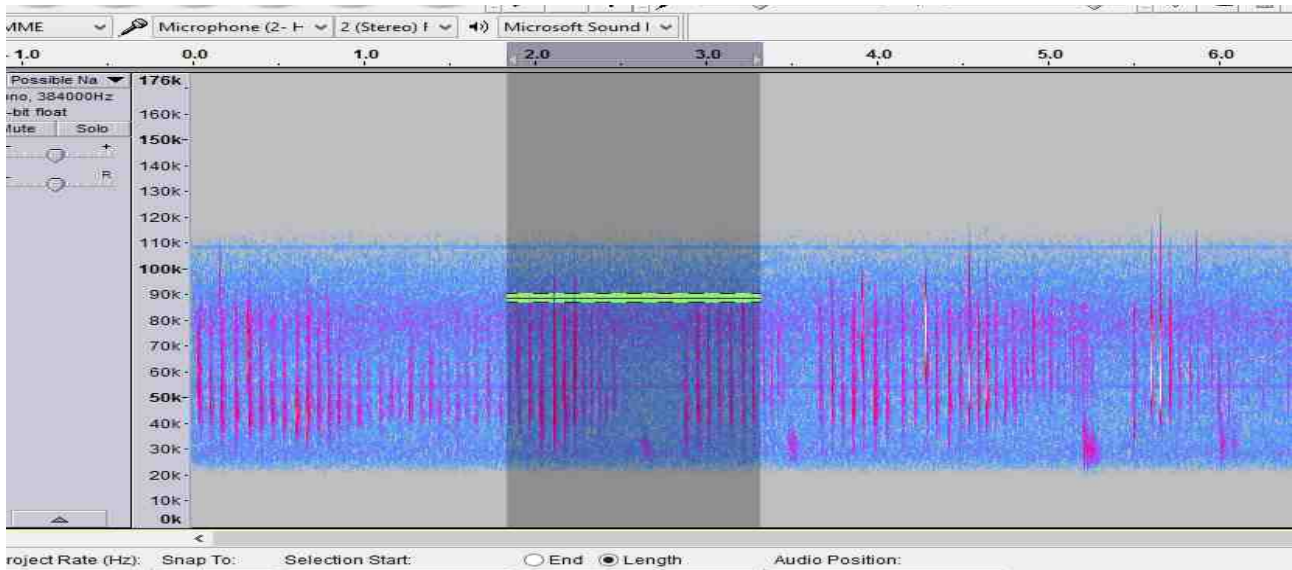 MME Microphone (2- H 2 (Stereo) Microsoft Sound
- 1.0 0.0 1.0 2.0 3.0 4.0 5.0 6.0
Possible Na 176k
ono, 384000Hz
-bit float 160k
Mute Solo 150k
- + 140k
R 130k
120k
110k
100k
90k
80k
70k
60k
50k
40k
30k
20k
10k
0k
<
roject Rate (Hz): Snap To: Selection Start: End Length Audio Position: